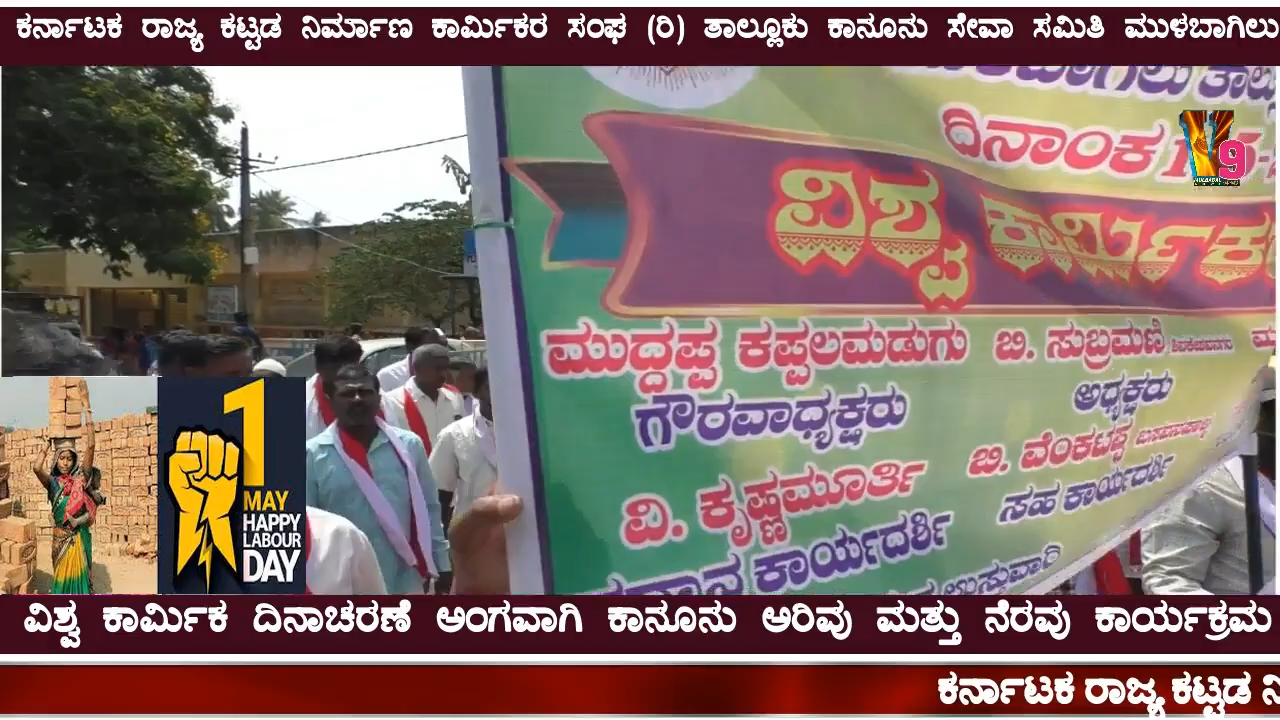 ಕರ್ನಾಟಕ ರಾಜ್ಯ ಕಟ್ಟಡ ನಿರ್ಮಾಣ ಕಾರ್ಮಿಕರ ಸಂಘ (ರಿ) ತಾಲ್ಲೂಕು ಕಾನೂನು ಸೇವಾ ಸಮಿತಿ ಮುಳಬಾಗಿಲು
ದಿನಾಂಕ
V9
ವಿಶ್ವ ಕಾರ್ಮಿಕ
ಮುದ್ದಪ್ಪ ಕಪ್ಪಲಮಡುಗು ಬಿ. ಸುಬ್ರಮಣಿ
ಗೌರವಾಧ್ಯಕ್ಷರು ಅಧ್ಯಕ್ಷರು
ವಿ. ಕೃಷ್ಣಮೂರ್ತಿ ಬಿ. ವೆಂಕಟಪ್ಪ
ಕಾರ್ಯದರ್ಶಿ ಸಹ ಕಾರ್ಯದರ್ಶಿ
ಉಸ್ತುವಾರಿ
1
MAY
HAPPY
LABOUR
DAY
ವಿಶ್ವ ಕಾರ್ಮಿಕ ದಿನಾಚರಣೆ ಅಂಗವಾಗಿ ಕಾನೂನು ಅರಿವು ಮತ್ತು ನೆರವು ಕಾರ್ಯಕ್ರಮ
ಕರ್ನಾಟಕ ರಾಜ್ಯ ಕಟ್ಟಡ ನಿ